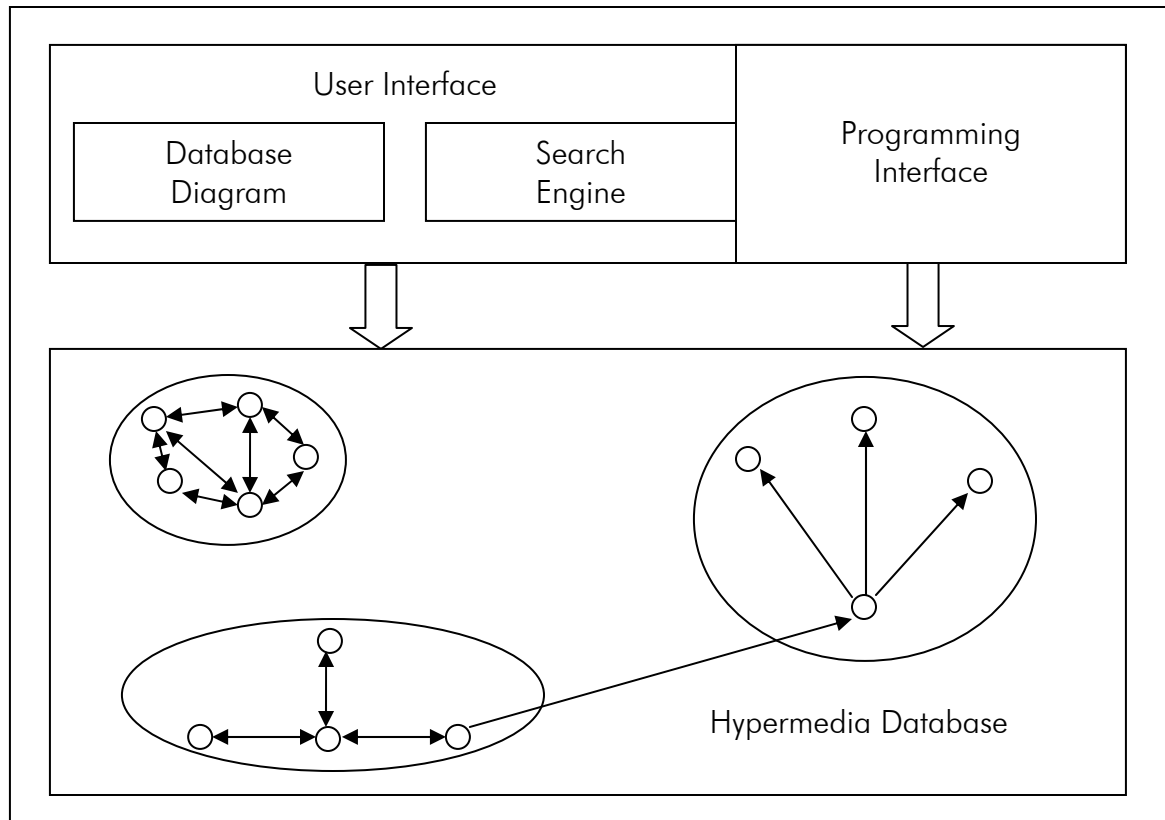 User Interface
Database
Diagram
Search
Engine
Programming
Interface
Hypermedia Database